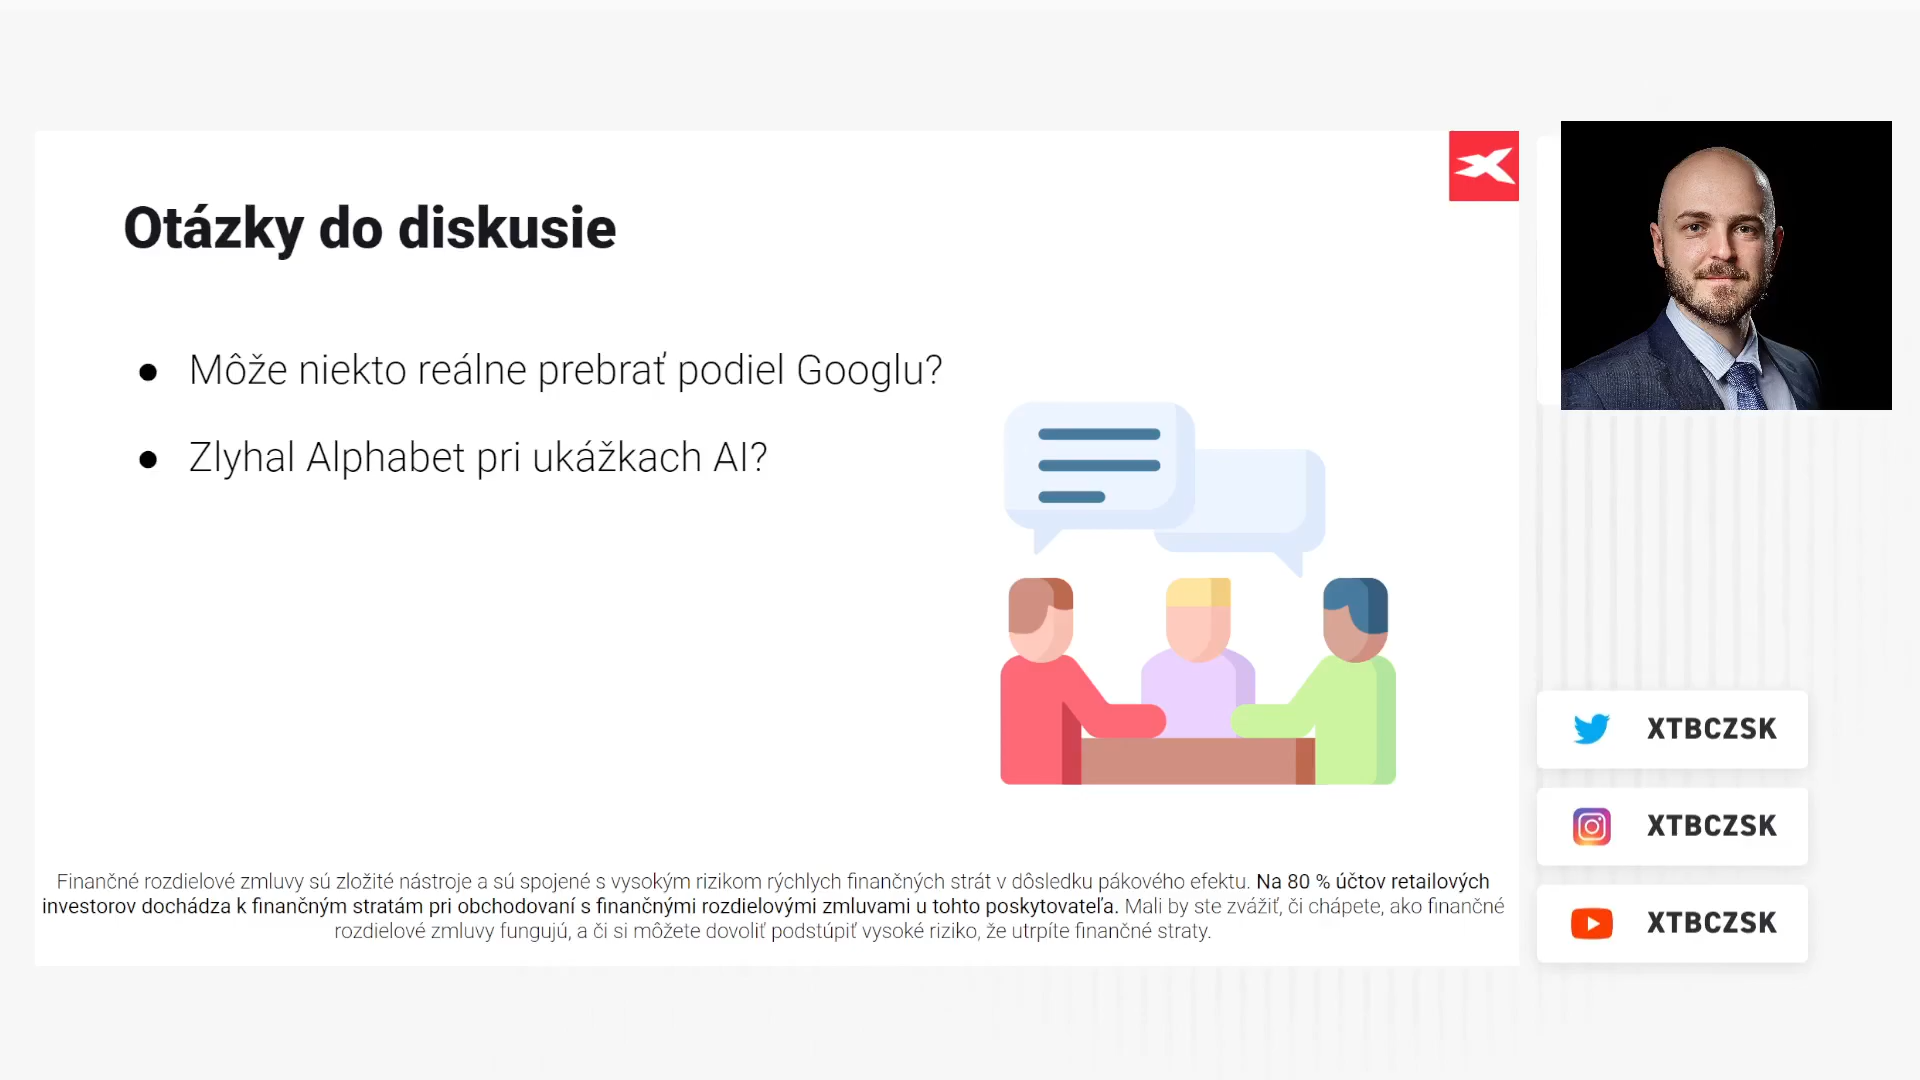 Otázky do diskusie
● Môže niekto reálne prebrať podiel Googlu?
● Zlyhal Alphabet pri ukážkach AI?
Finančné rozdielové zmluvy sú zložité nástroje a sú spojené s vysokým rizikom rýchlych finančných strát v dôsledku pákového efektu. Na 80 % účtov retailových
investorov dochádza k finančným stratám pri obchodovaní s finančnými rozdielovými zmluvami u tohto poskytovateľa. Mali by ste zvážiť, či chápete, ako finančné
rozdielové zmluvy fungujú, a či si môžete dovoliť podstúpiť vysoké riziko, že utrpíte finančné straty.
XTBCZSK
XTBCZSK
XTBCZSK